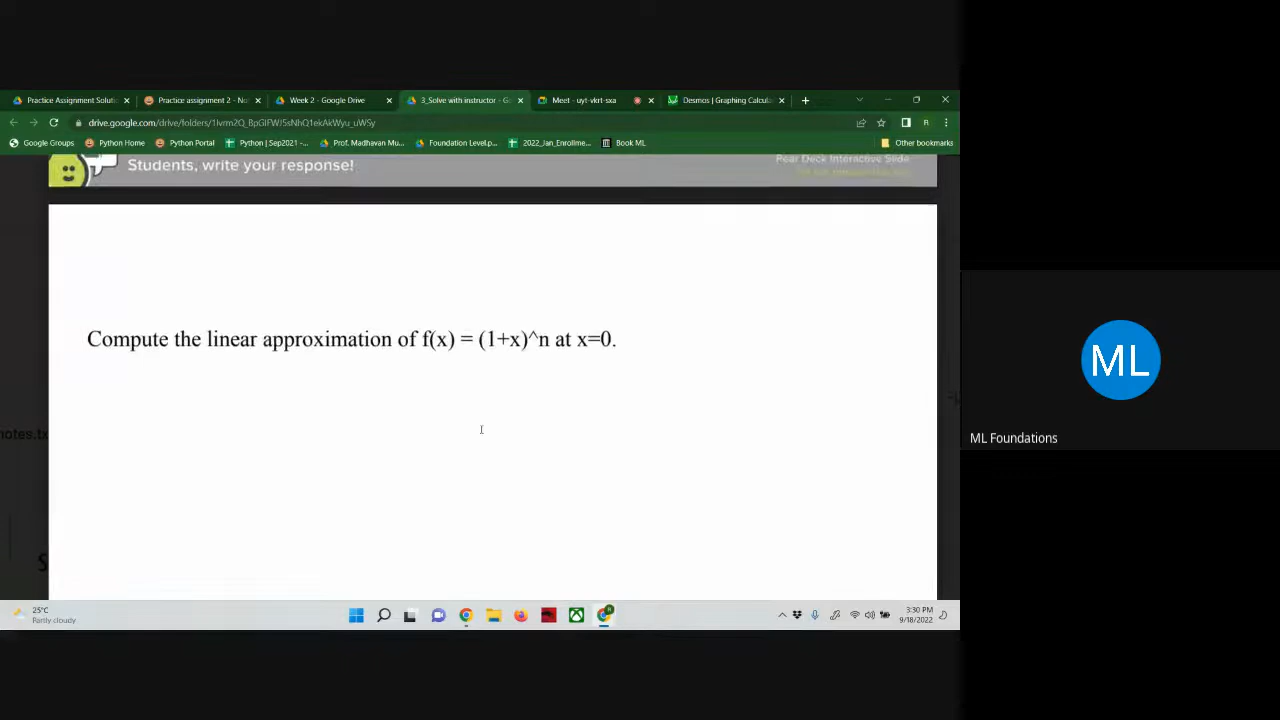 Practice Assignment Soluti
Practice assignment 2 - No
Week 2 - Google Drive
3_Solve with instructor - G
Meet - uyt-vkrt-sxa
Desmos | Graphing Calcul
Google Groups
Python Home
Python Portal
Python | Sep2021 -...
Prof. Madhavan Mu...
Foundation Level.p...
2022_Jan_Enrollme...
Book ML
Other bookmarks
Students, write your response!
Pear Deck Interactive Slide
Compute the linear approximation of f(x) = (1+x)^n at x=0.
notes.tx
ML
ML Foundations
25°C
Partly cloudy
3:30 PM
9/18/2022